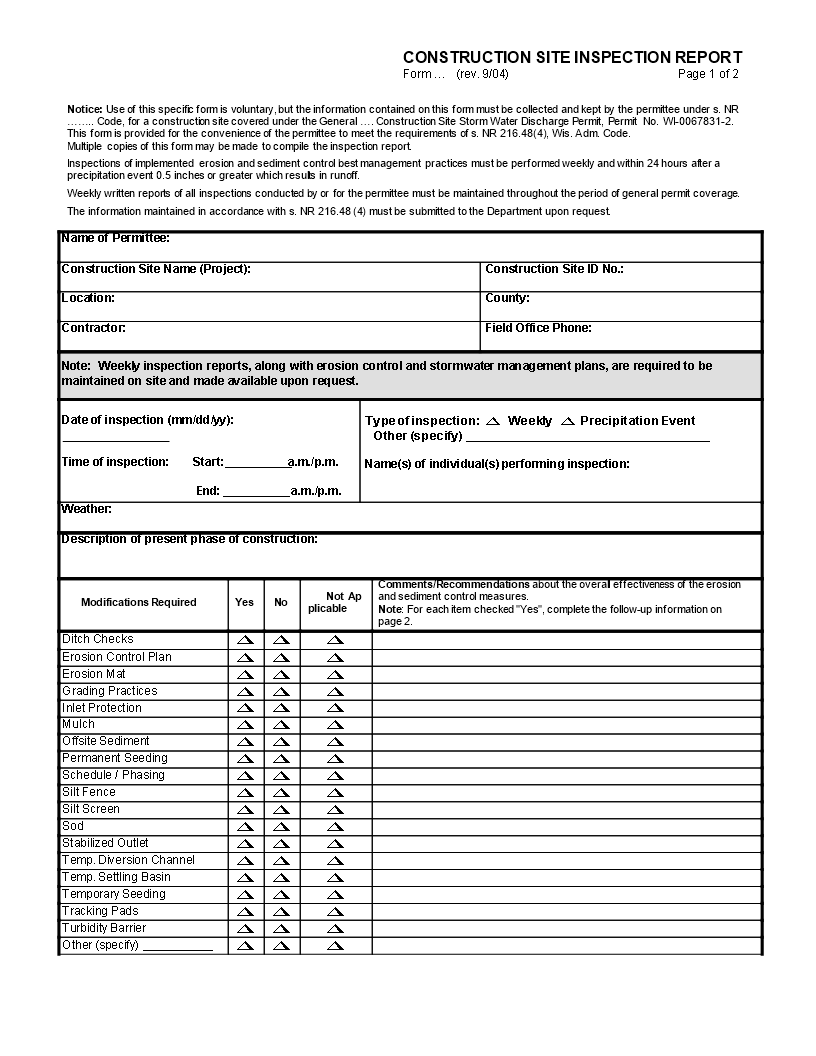 CONSTRUCTION SITE INSPECTION REPORT
Form … (rev. 9/04) Page 1 of 2
Notice: Use of this specific form is voluntary, but the information contained on this form must be collected and kept by the permittee under s. NR
…….. Code, for a construction site covered under the General …. Construction Site Storm Water Discharge Permit, Permit No. WI-0067831-2.
This form is provided for the convenience of the permittee to meet the requirements of s. NR 216.48(4), Wis. Adm. Code.
Multiple copies of this form may be made to compile the inspection report.
Inspections of implemented erosion and sediment control best management practices must be performed weekly and within 24 hours after a
precipitation event 0.5 inches or greater which results in runoff.
Weekly written reports of all inspections conducted by or for the permittee must be maintained throughout the period of general permit coverage.
The information maintained in accordance with s. NR 216.48 (4) must be submitted to the Department upon request.
Name of Permittee:
Construction Site Name (Project): Construction Site ID No.:
Location: County:
Contractor: Field Office Phone:
Note: Weekly inspection reports, along with erosion control and stormwater management plans, are required to be
maintained on site and made available upon request.
Date of inspection (mm/dd/yy):
________________
Time of inspection: Start: __________a.m./p.m.
End: __________a.m./p.m.
Type of inspection: Weekly Precipitation Event
Other (specify) ____________________________________
Name(s) of individual(s) performing inspection:
Weather:
Description of present phase of construction:
Modifications Required Yes No Not Ap
plicable
Comments/Recommendations about the overall effectiveness of the erosion
and sediment control measures.
Note: For each item checked "Yes", complete the follow-up information on
page 2.
Ditch Checks
Erosion Control Plan
Erosion Mat
Grading Practices
Inlet Protection
Mulch
Offsite Sediment
Permanent Seeding
Schedule / Phasing
Silt Fence
Silt Screen
Sod
Stabilized Outlet
Temp. Diversion Channel
Temp. Settling Basin
Temporary Seeding
Tracking Pads
Turbidity Barrier
Other (specify) ___________